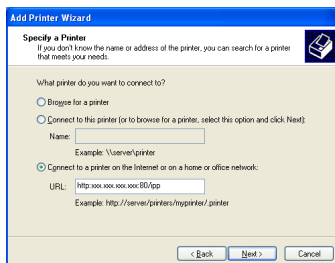 Add Printer Wizard
Specify a Printer
If you don't know the name or address of the printer, you can search for a printer
that meets your needs.
What printer do you want to connect to?
Browse for a printer
Connect to this printer (or to browse for a printer, select this option and click Next):
Name:
Example: \\server\printer
Connect to a printer on the Internet or on a home or office network:
URL: http:xxx.xxx.xxx.xxx:80/ipp
Example: http://server/printers/myprinter/.printer
< Back Next > Cancel